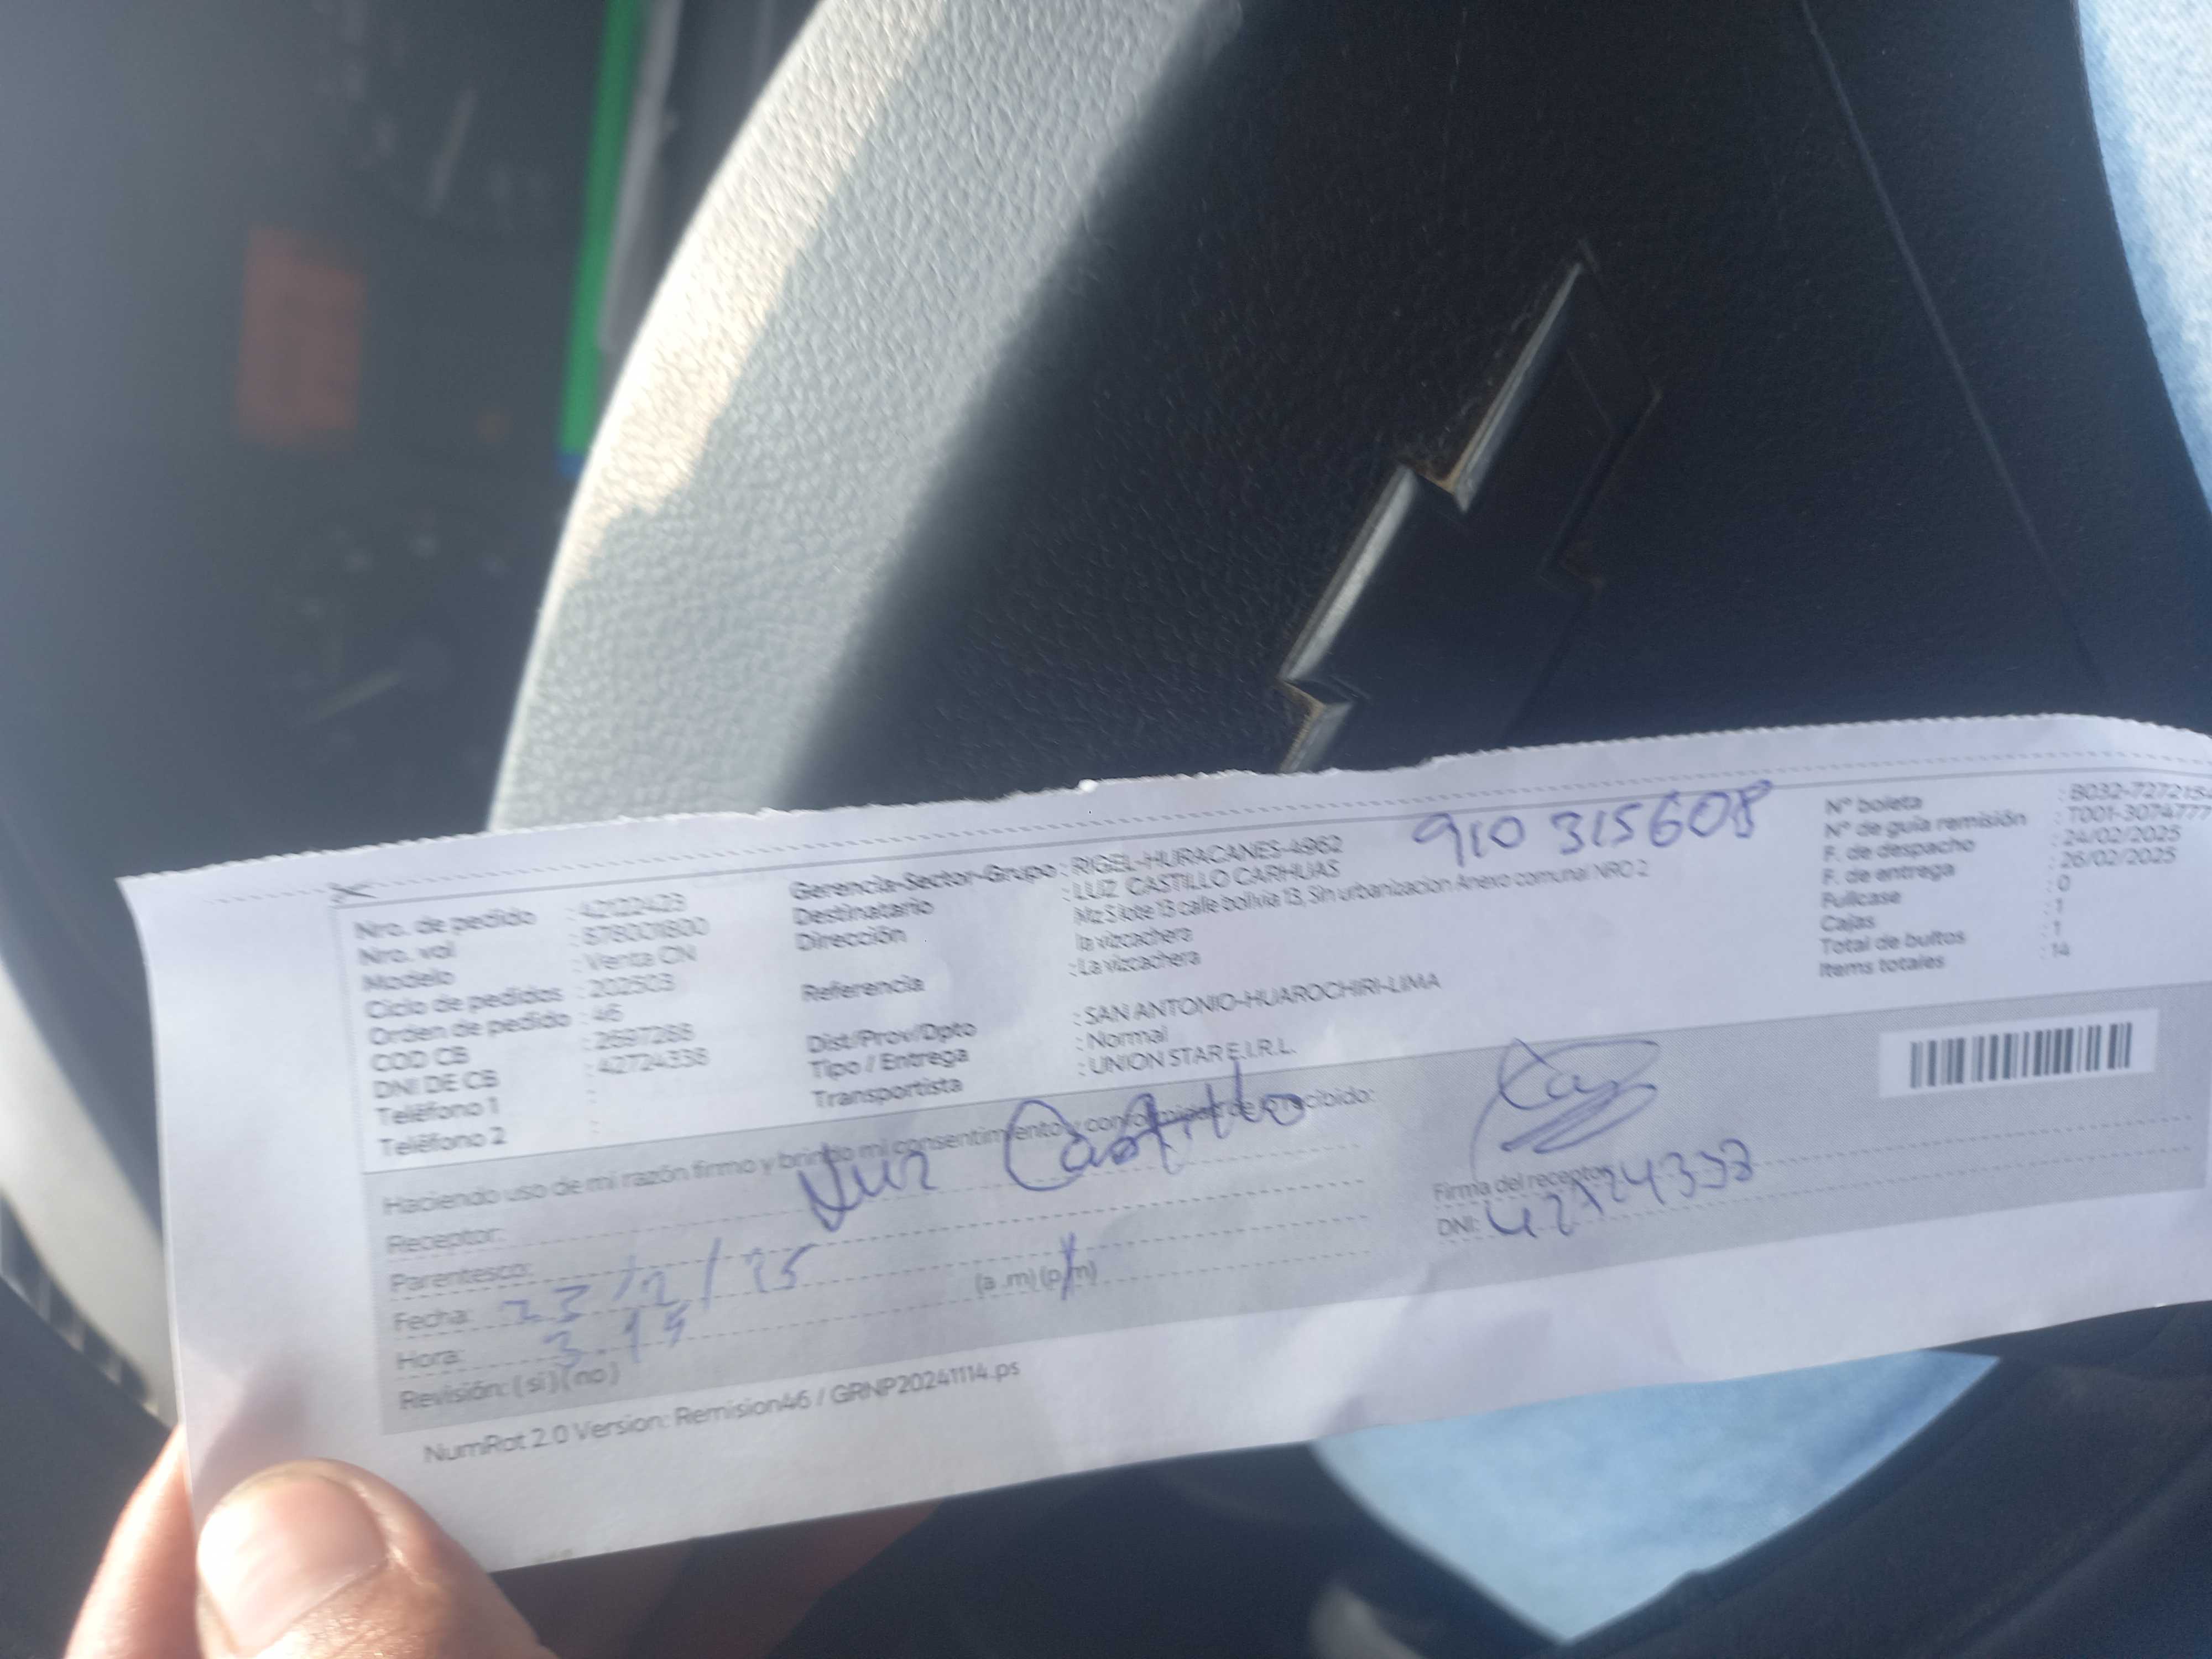 910 315608
Nro. de pedido : 42122423
Nro. vol : 878001800
Modelo : Venta CN
Ciclo de pedidos : 202503
Orden de pedido : 46
COD CB : 2697288
DNI DE CB : 42724338
Teléfono 1 :
Teléfono 2 :
Gerencia-Sector-Grupo : RIGEL-HURACANES-4962
Destinatario : LUZ CASTILLO CARHUAS
Dirección : Mz S lote 13 calle bolivia 13, Sin urbanizacion Anexo comunal NRO 2
la vizcachera
Referencia : La vizcachera
Dist/Prov/Dpto : SAN ANTONIO-HUAROCHIRI-LIMA
Tipo / Entrega : Normal
Transportista : UNION STAR E.I.R.L.
N° boleta : B032-727218
N° de guía remisión : T001-3074777
F. de despacho : 24/02/2025
F. de entrega : 26/02/2025
Fullcase : 0
Cajas : 1
Total de bultos : 1
Items totales : 14
Haciendo uso de mi razón firmo y brindo mi consentimiento y conformidad de lo recibido:
Receptor: Luz Castillo
Parentesco:
Fecha: 23/2/25
Hora: 3.15 (a .m) (p.m)
Revisión: ( si ) ( no )
Firma del receptor
DNI: 42724338
NumRot 2.0 Version: Remision46 / GRNP20241114.ps